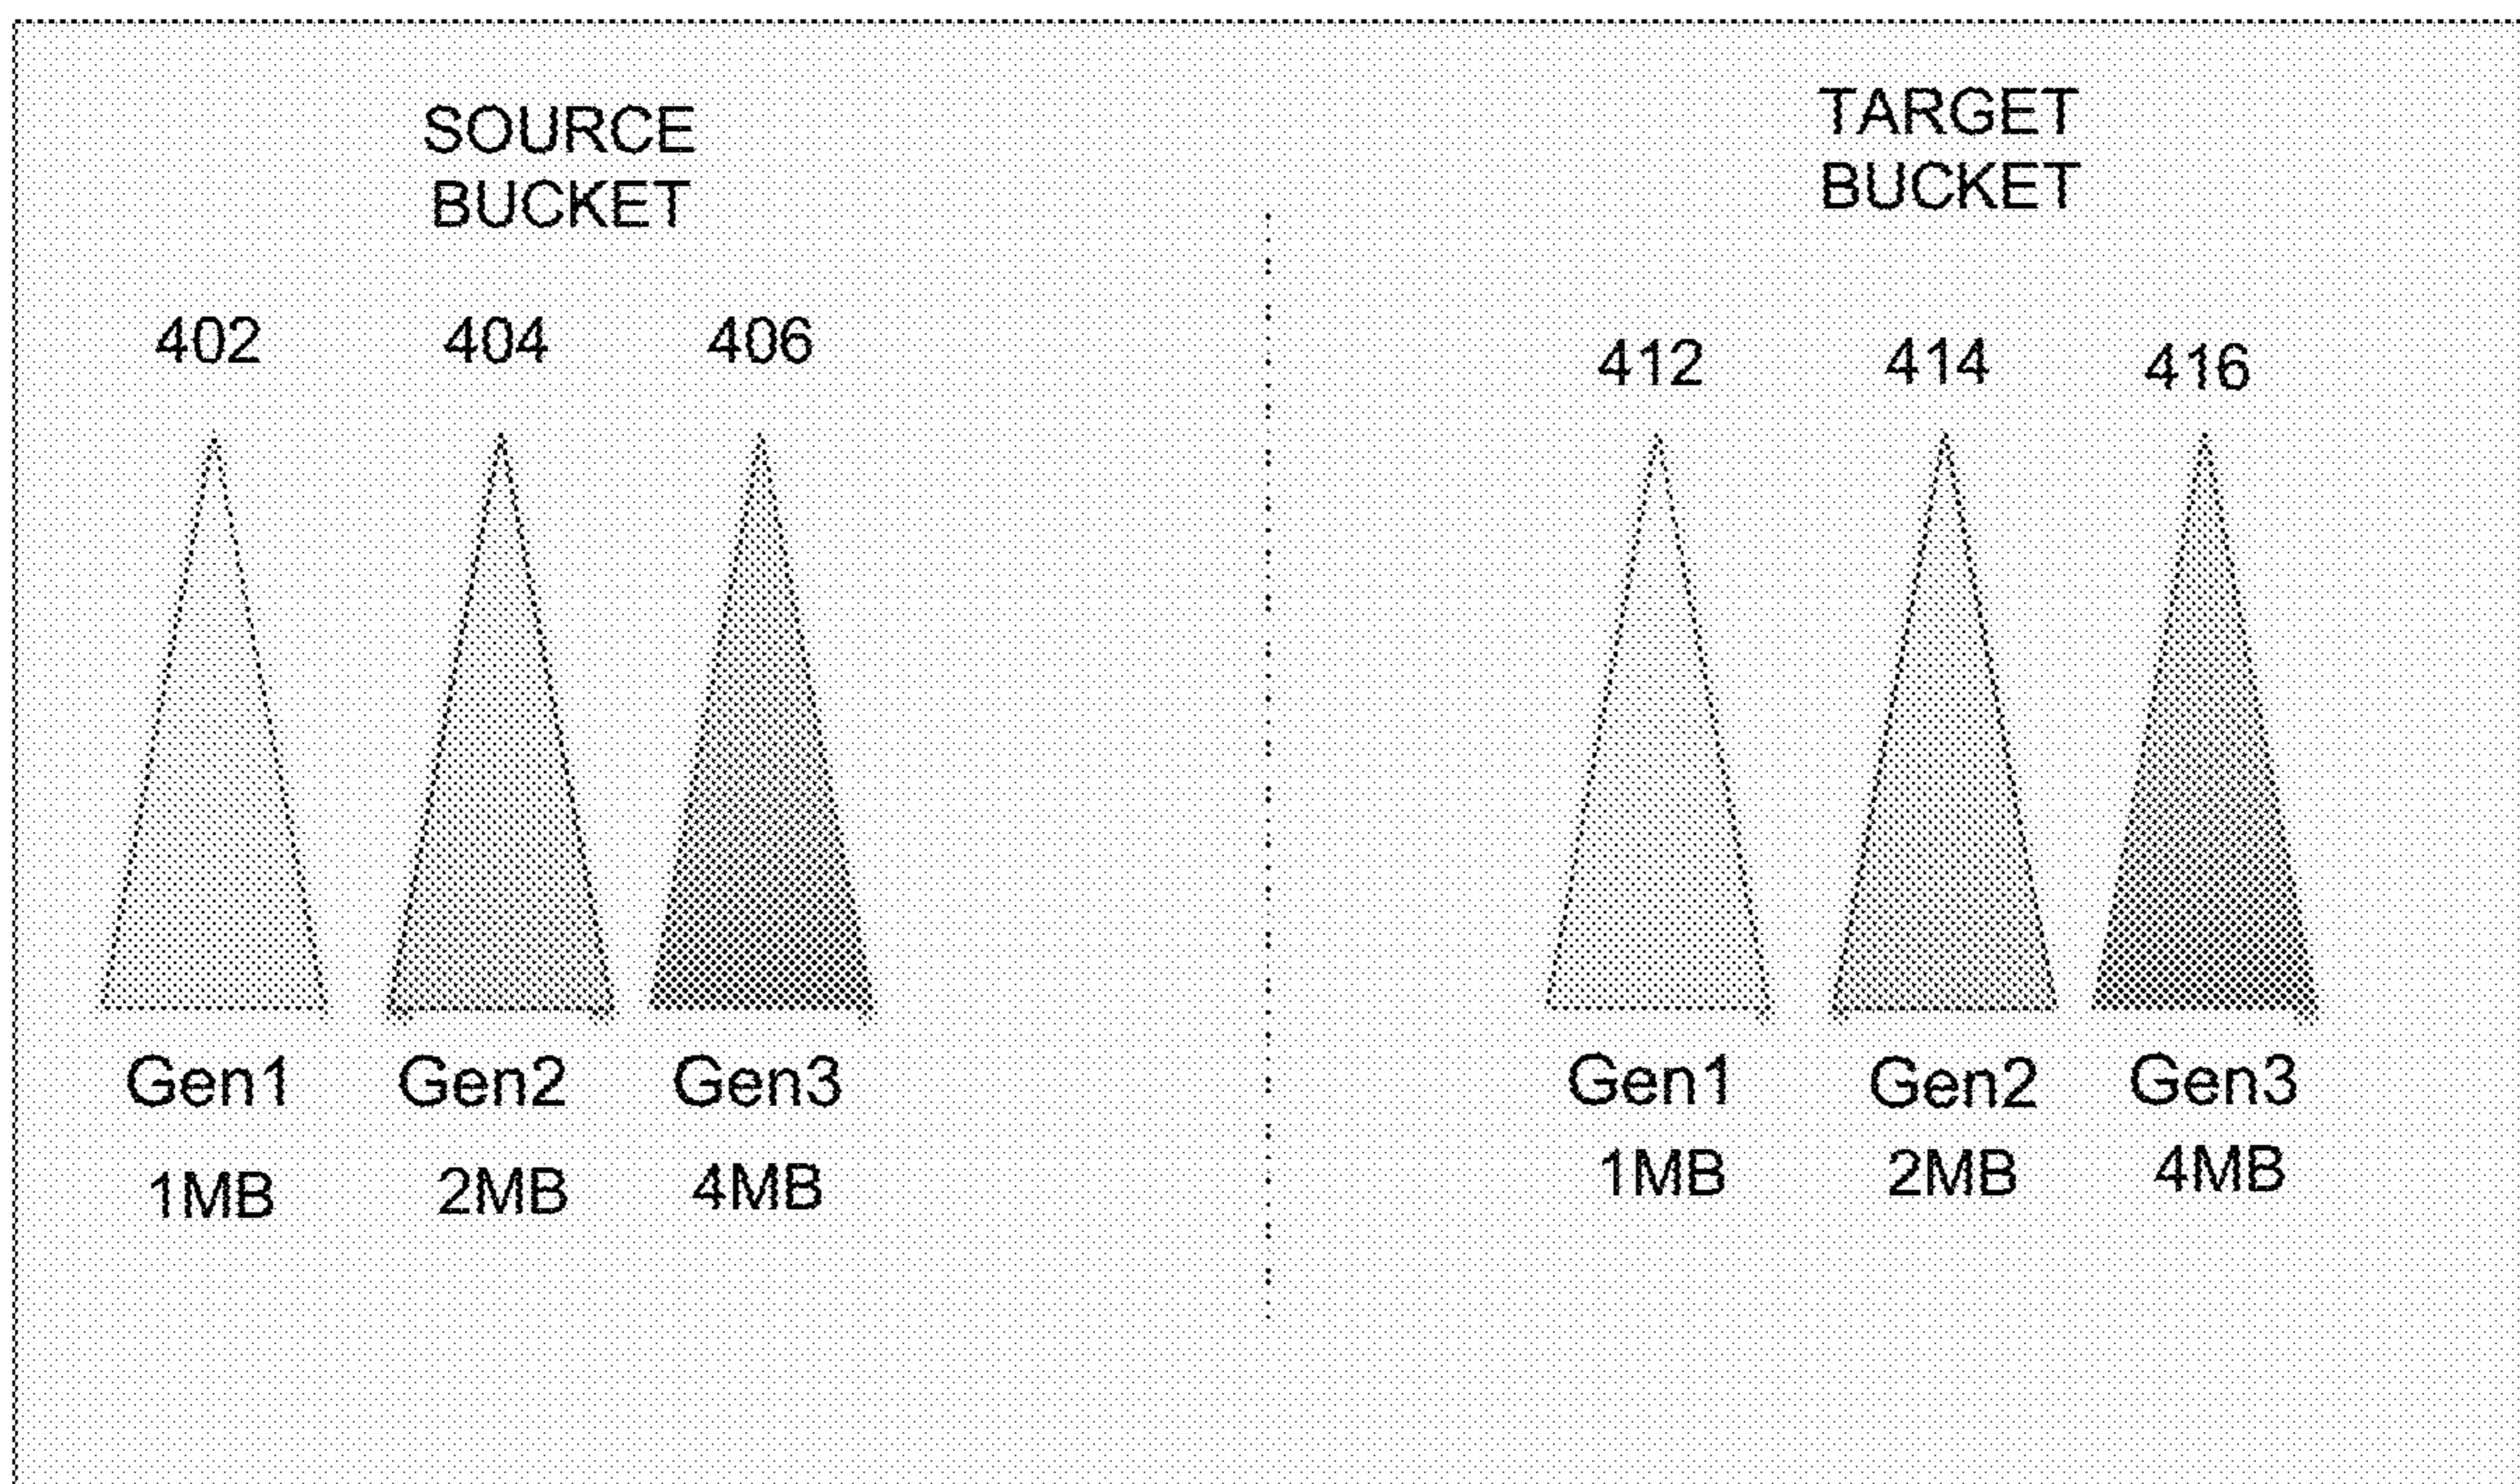 SOURCE
BUCKET
402 404 406
Gen1 Gen2 Gen3
1MB 2MB 4MB
TARGET
BUCKET
412 414 416
Gen1 Gen2 Gen3
1MB 2MB 4MB